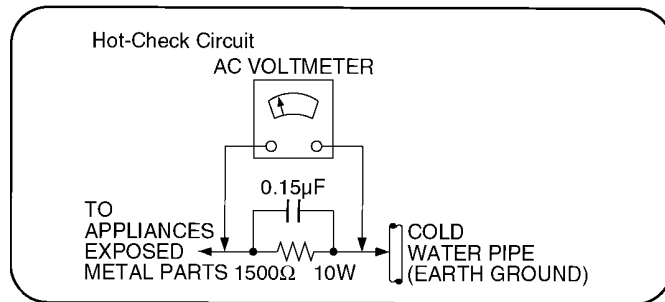 Hot-Check Circuit
AC VOLTMETER
0.15µF
TO
APPLIANCES
EXPOSED
METAL PARTS
1500Ω 10W
COLD
WATER PIPE
(EARTH GROUND)